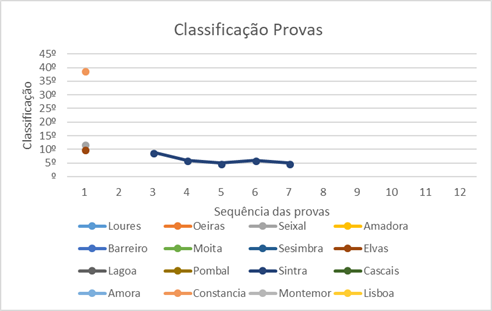 Classificação Provas
45º
40º
35º
30º
25º
20º
15º
10º
5º
º
Classificação
1 2 3 4 5 6 7 8 9 10 11 12
Sequência das provas
Loures Oeiras Seixal Amadora
Barreiro Moita Sesimbra Elvas
Lagoa Pombal Sintra Cascais
Amora Constancia Montemor Lisboa